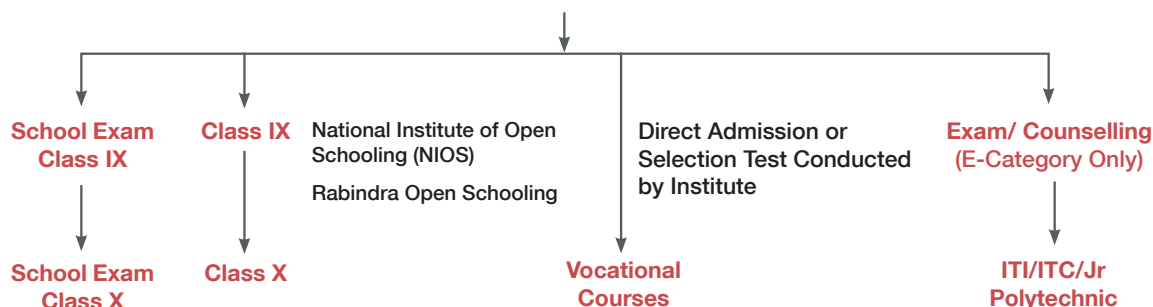 School Exam
Class IX
Class IX
National Institute of Open
Schooling (NIOS)
Rabindra Open Schooling
Direct Admission or
Selection Test Conducted
by Institute
Exam/ Counselling
(E-Category Only)
School Exam
Class X
Class X
Vocational
Courses
ITI/ITC/Jr
Polytechnic